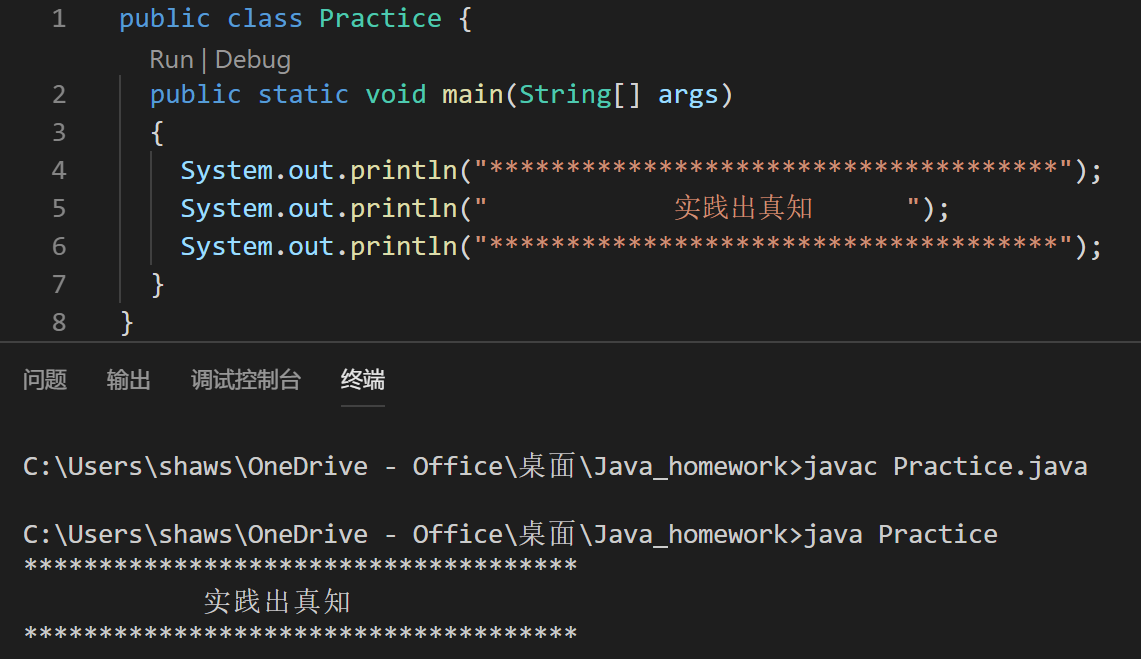 1 public class Practice {
Run | Debug
2 public static void main(String[] args)
3 {
4 System.out.println("*************************************");
5 System.out.println("            实践出真知      ");
6 System.out.println("*************************************");
7 }
8 }
问题 输出 调试控制台 终端
C:\Users\shaws\OneDrive - Office\桌面\Java_homework>javac Practice.java
C:\Users\shaws\OneDrive - Office\桌面\Java_homework>java Practice
*************************************
            实践出真知
*************************************